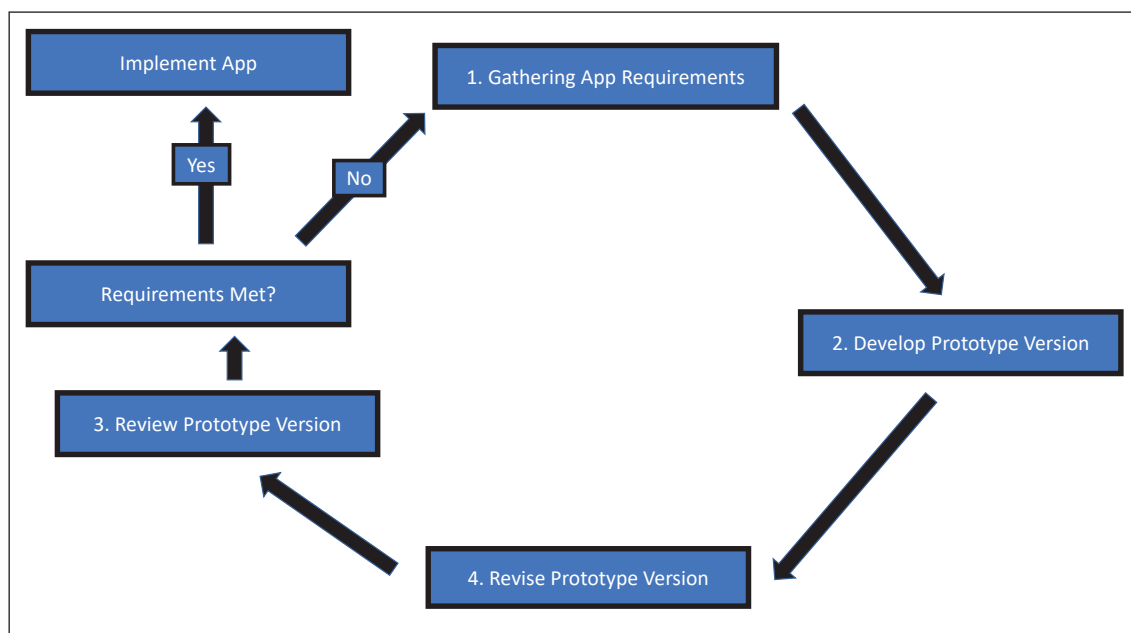 Implement App
1. Gathering App Requirements
Yes
No
Requirements Met?
2. Develop Prototype Version
3. Review Prototype Version
4. Revise Prototype Version